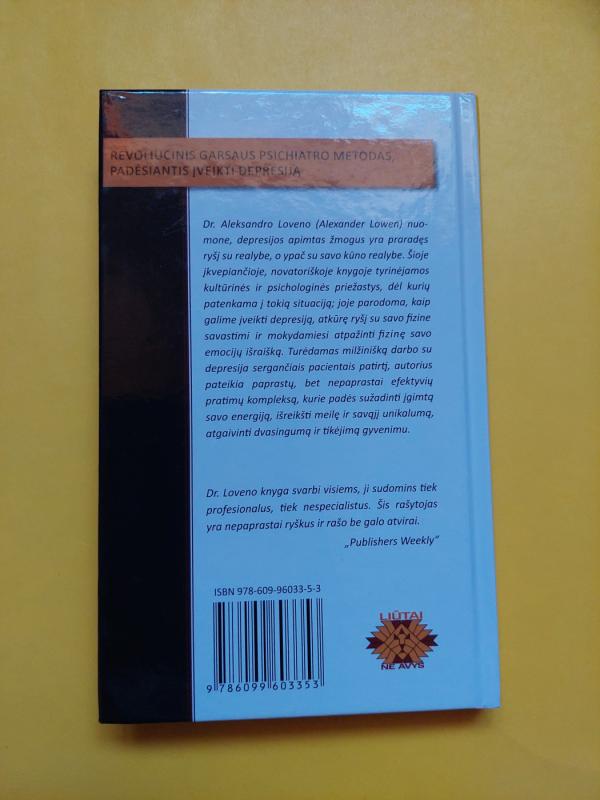 REVOLIUCINIS GARSAUS PSICHIATRO METODAS,
PADĖSIANTIS ĮVEIKTI DEPRESIJĄ
Dr. Aleksandro Loveno (Alexander Lowen) nuo-
mone, depresijos apimtas žmogus yra praradęs
ryšį su realybe, o ypač su savo kūno realybe. Šioje
įkvepiančioje, novatoriškoje knygoje tyrinėjamos
kultūrinės ir psichologinės priežastys, dėl kurių
patenkama į tokią situaciją; joje parodoma, kaip
galime įveikti depresiją, atkūrę ryšį su savo fizine
savastimi ir mokydamiesi atpažinti fizinę savo
emocijų išraišką. Turėdamas milžinišką darbo su
depresija sergančiais pacientais patirtį, autorius
pateikia paprastų, bet nepaprastai efektyvių
pratimų kompleksą, kurie padės sužadinti įgimtą
savo energiją, išreikšti meilę ir savąjį unikalumą,
atgaivinti dvasingumą ir tikėjimą gyvenimu.
Dr. Loveno knyga svarbi visiems, ji sudomins tiek
profesionalus, tiek nespecialistus. Šis rašytojas
yra nepaprastai ryškus ir rašo be galo atvirai.
„Publishers Weekly"
ISBN 978-609-96033-5-3
9 786099 603353
LIŪTAI
NE AVYS